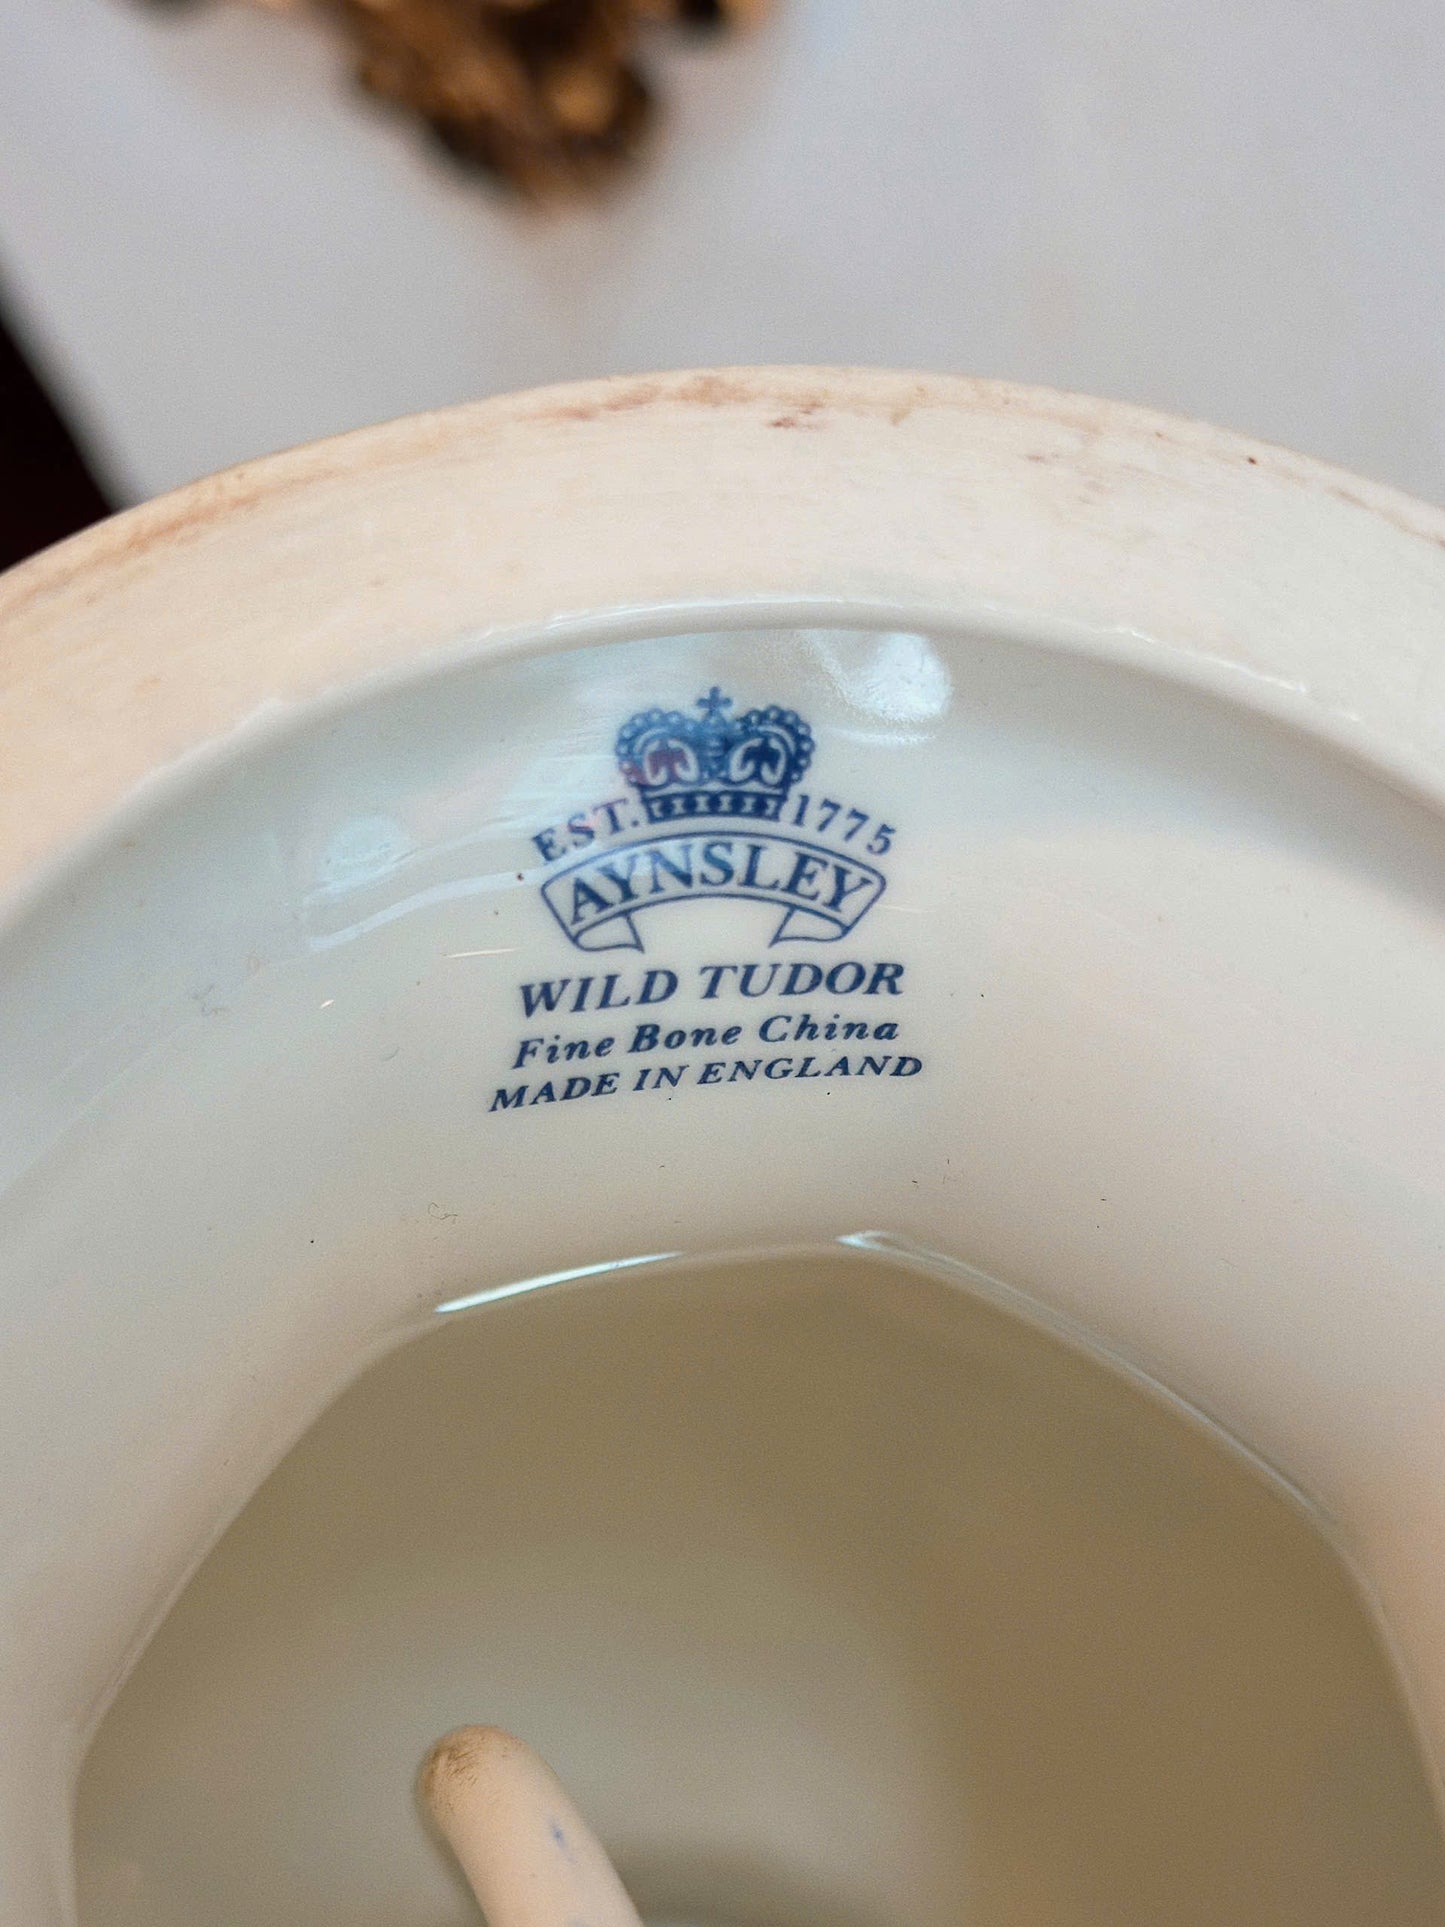 EST. 1775
AYNSLEY
WILD TUDOR
Fine Bone China
MADE IN ENGLAND